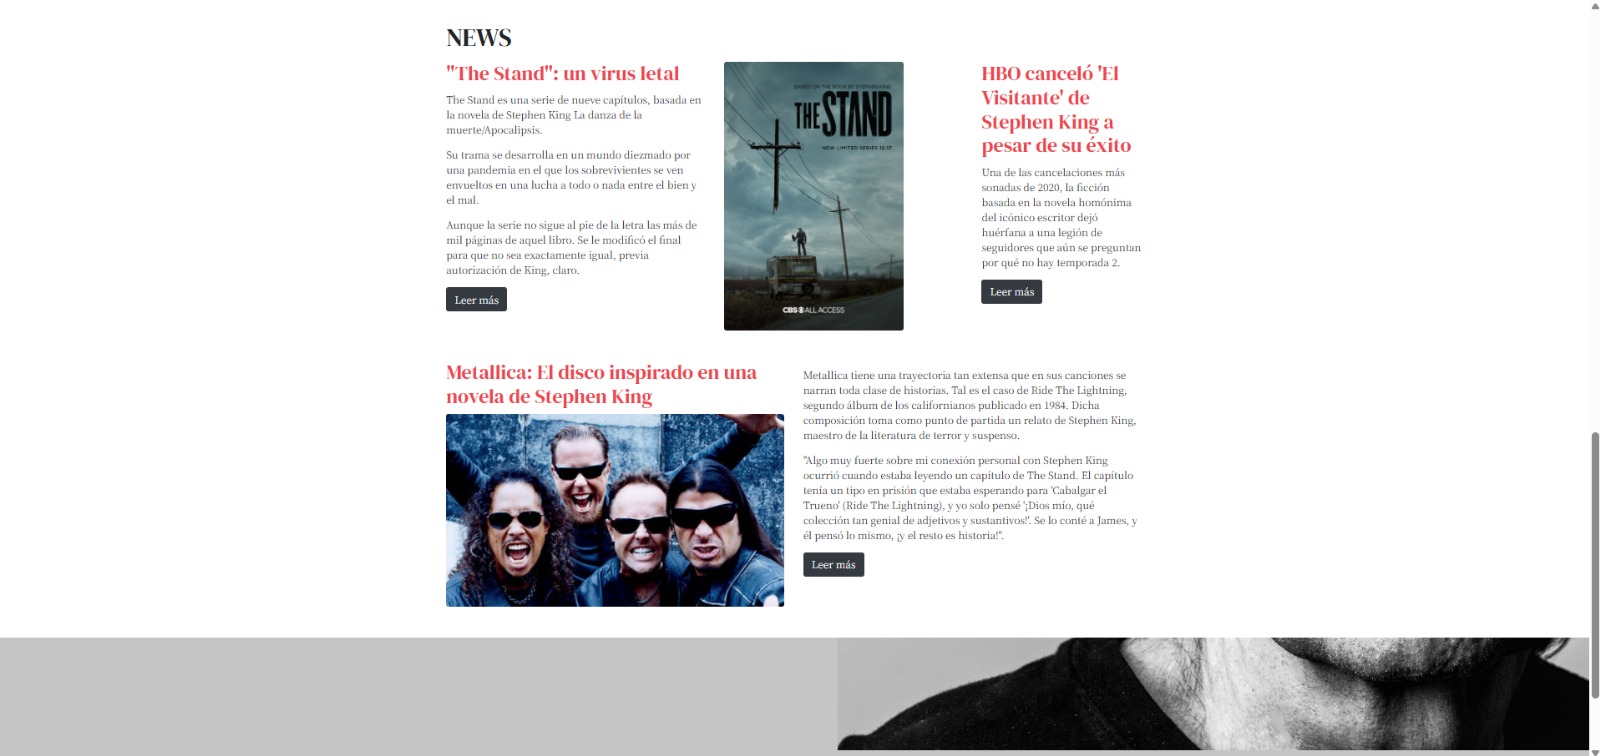 NEWS
"The Stand": un virus letal
The Stand es una serie de nueve capítulos, basada en
la novela de Stephen King La danza de la
muerte/Apocalipsis.
Su trama se desarrolla en un mundo diezmado por
una pandemia en el que los sobrevivientes se ven
envueltos en una lucha a todo o nada entre el bien y
el mal.
Aunque la serie no sigue al pie de la letra las más de
mil páginas de aquel libro. Se le modificó el final
para que no sea exactamente igual, previa
autorización de King, claro.
Leer más
BASED ON THE BOOK BY STEPHEN KING
THE STAND
NEW LIMITED SERIES 12.17
CBS ALL ACCESS
HBO canceló 'El
Visitante' de
Stephen King a
pesar de su éxito
Una de las cancelaciones más
sonadas de 2020, la ficción
basada en la novela homónima
del icónico escritor dejó
huérfana a una legión de
seguidores que aún se preguntan
por qué no hay temporada 2.
Leer más
Metallica: El disco inspirado en una
novela de Stephen King
Metallica tiene una trayectoria tan extensa que en sus canciones se
narran toda clase de historias. Tal es el caso de Ride The Lightning,
segundo álbum de los californianos publicado en 1984. Dicha
composición toma como punto de partida un relato de Stephen King,
maestro de la literatura de terror y suspenso.
"Algo muy fuerte sobre mi conexión personal con Stephen King
ocurrió cuando estaba leyendo un capítulo de The Stand. El capítulo
tenía un tipo en prisión que estaba esperando para 'Cabalgar el
Trueno' (Ride The Lightning), y yo solo pensé '¡Dios mío, qué
colección tan genial de adjetivos y sustantivos!'. Se lo conté a James, y
él pensó lo mismo, ¡y el resto es historia!".
Leer más